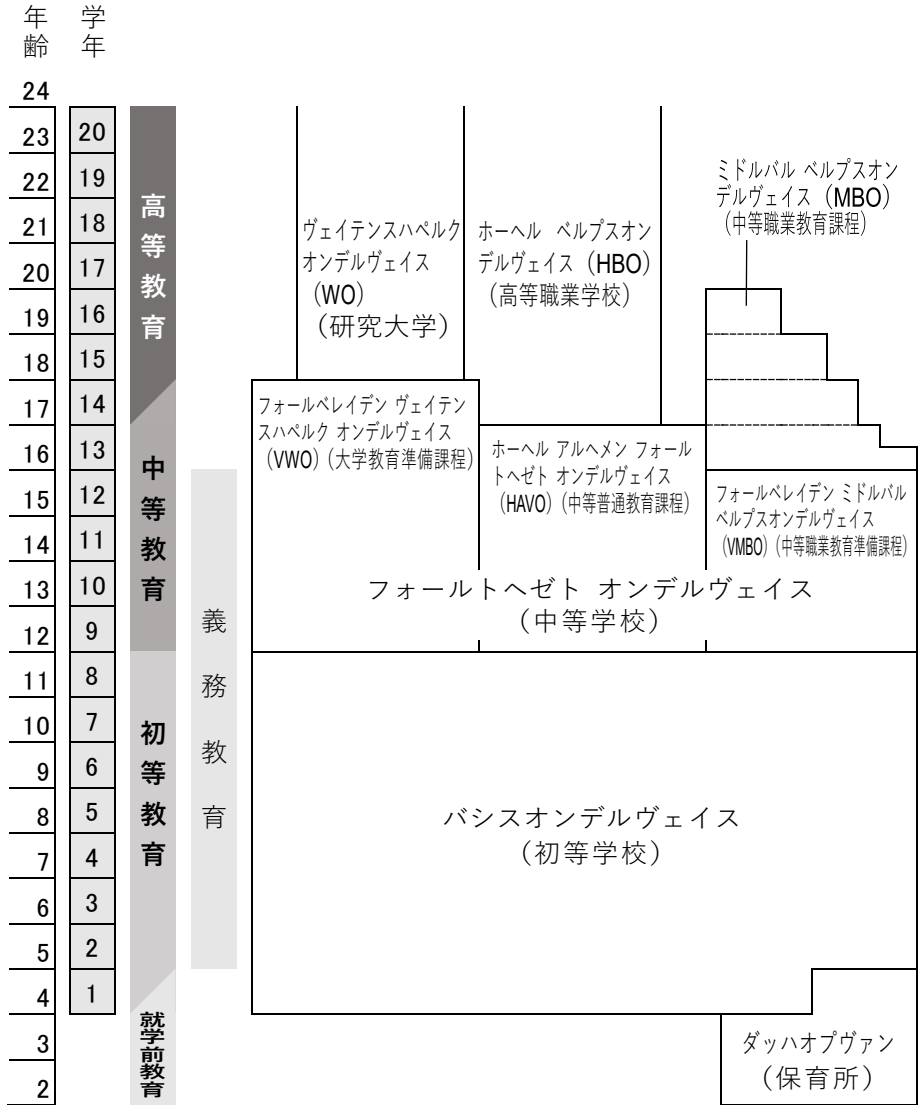 年齢
学年
24
23
22
21
20
19
18
17
16
15
14
13
12
11
10
9
8
7
6
5
4
3
2
20
19
18
17
16
15
14
13
12
11
10
9
8
7
6
5
4
3
2
1
高等教育
中等教育
初等教育
就学前教育
義務教育
ヴェイテンスハペルク
オンデルヴェイス
(WO)
(研究大学)
ホーヘル ベルプスオン
デルヴェイス (HBO)
(高等職業学校)
ミドルバル ベルプスオン
デルヴェイス (MBO)
(中等職業教育課程)
フォールベレイデン ヴェイテン
スハペルク オンデルヴェイス
(VWO) (大学教育準備課程)
ホーヘル アルヘメン フォール
トヘゼト オンデルヴェイス
(HAVO) (中等普通教育課程)
フォールベレイデン ミドルバル
ベルプスオンデルヴェイス
(VMBO) (中等職業教育準備課程)
フォールトヘゼト オンデルヴェイス
(中等学校)
バシスオンデルヴェイス
(初等学校)
ダッハオプヴァン
(保育所)